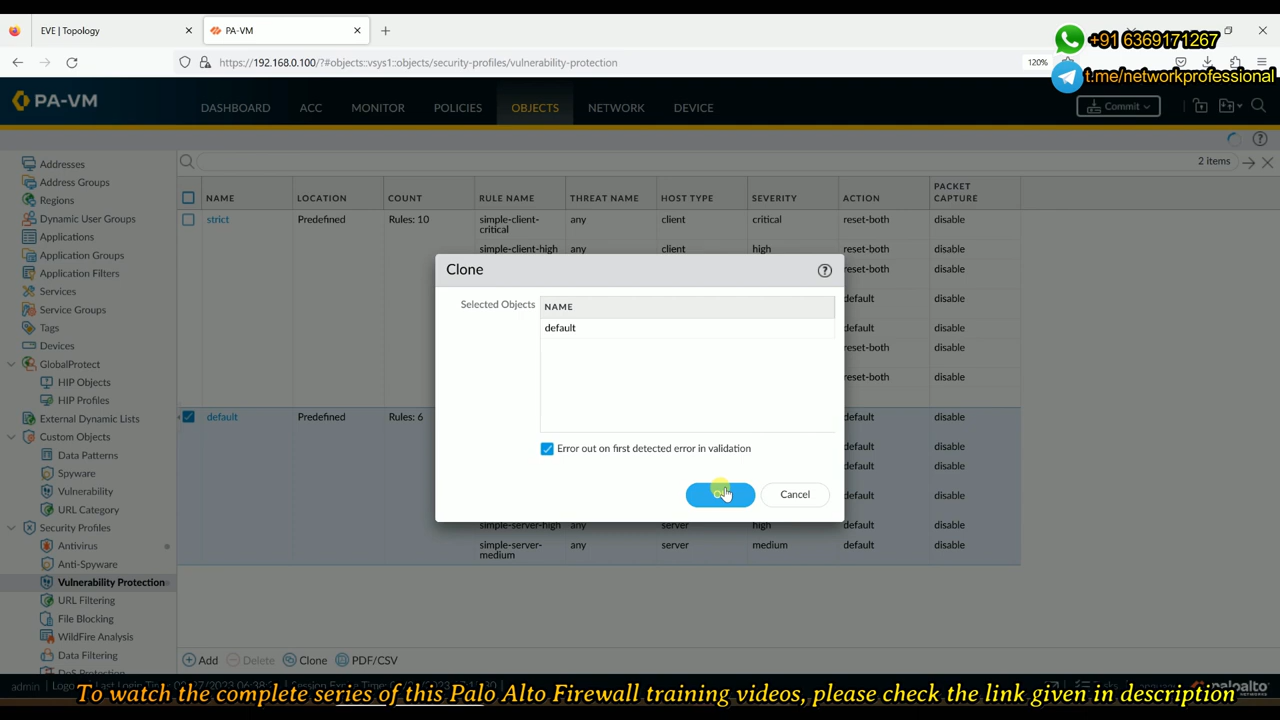 EVE | Topology
PA-VM
+91 6369171267
https://192.168.0.100/?#objects::vsys1::objects/security-profiles/vulnerability-protection
120%
t.me/networkprofessional
PA-VM
DASHBOARD
ACC
MONITOR
POLICIES
OBJECTS
NETWORK
DEVICE
Commit
Addresses
Address Groups
Regions
Dynamic User Groups
Applications
Application Groups
Application Filters
Services
Service Groups
Tags
Devices
GlobalProtect
HIP Objects
HIP Profiles
External Dynamic Lists
Custom Objects
Data Patterns
Spyware
Vulnerability
URL Category
Security Profiles
Antivirus
Anti-Spyware
Vulnerability Protection
URL Filtering
File Blocking
WildFire Analysis
Data Filtering
2 items
NAME LOCATION COUNT RULE NAME THREAT NAME HOST TYPE SEVERITY ACTION PACKET CAPTURE
strict Predefined Rules: 10 simple-client-critical any client critical reset-both disable
simple-client-high any client high reset-both disable
reset-both disable
default disable
default disable
reset-both disable
reset-both disable
default Predefined Rules: 6 default disable
default disable
default disable
default disable
simple-server-high any server high default disable
simple-server-medium any server medium default disable
Clone
Selected Objects
NAME
default
Error out on first detected error in validation
Cancel
Add
Delete
Clone
PDF/CSV
admin
To watch the complete series of this Palo Alto Firewall training videos, please check the link given in description